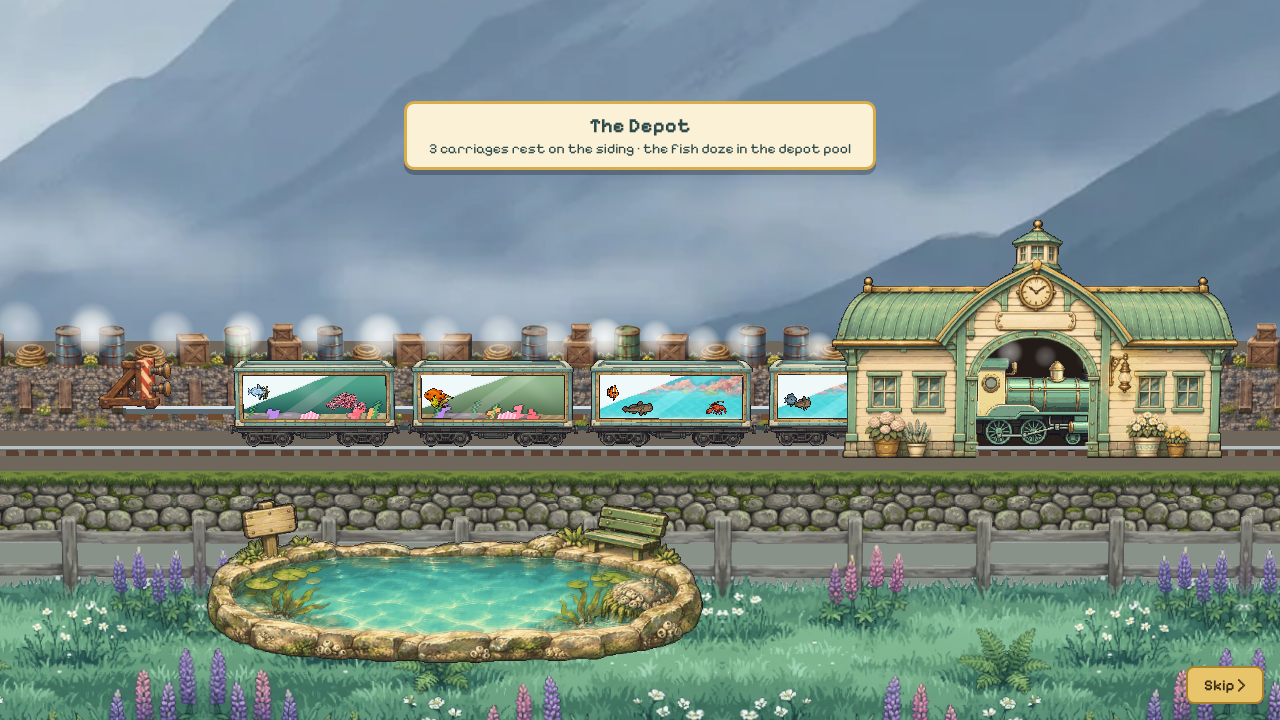 The Depot
3 carriages rest on the siding · the fish doze in the depot pool
Skip >